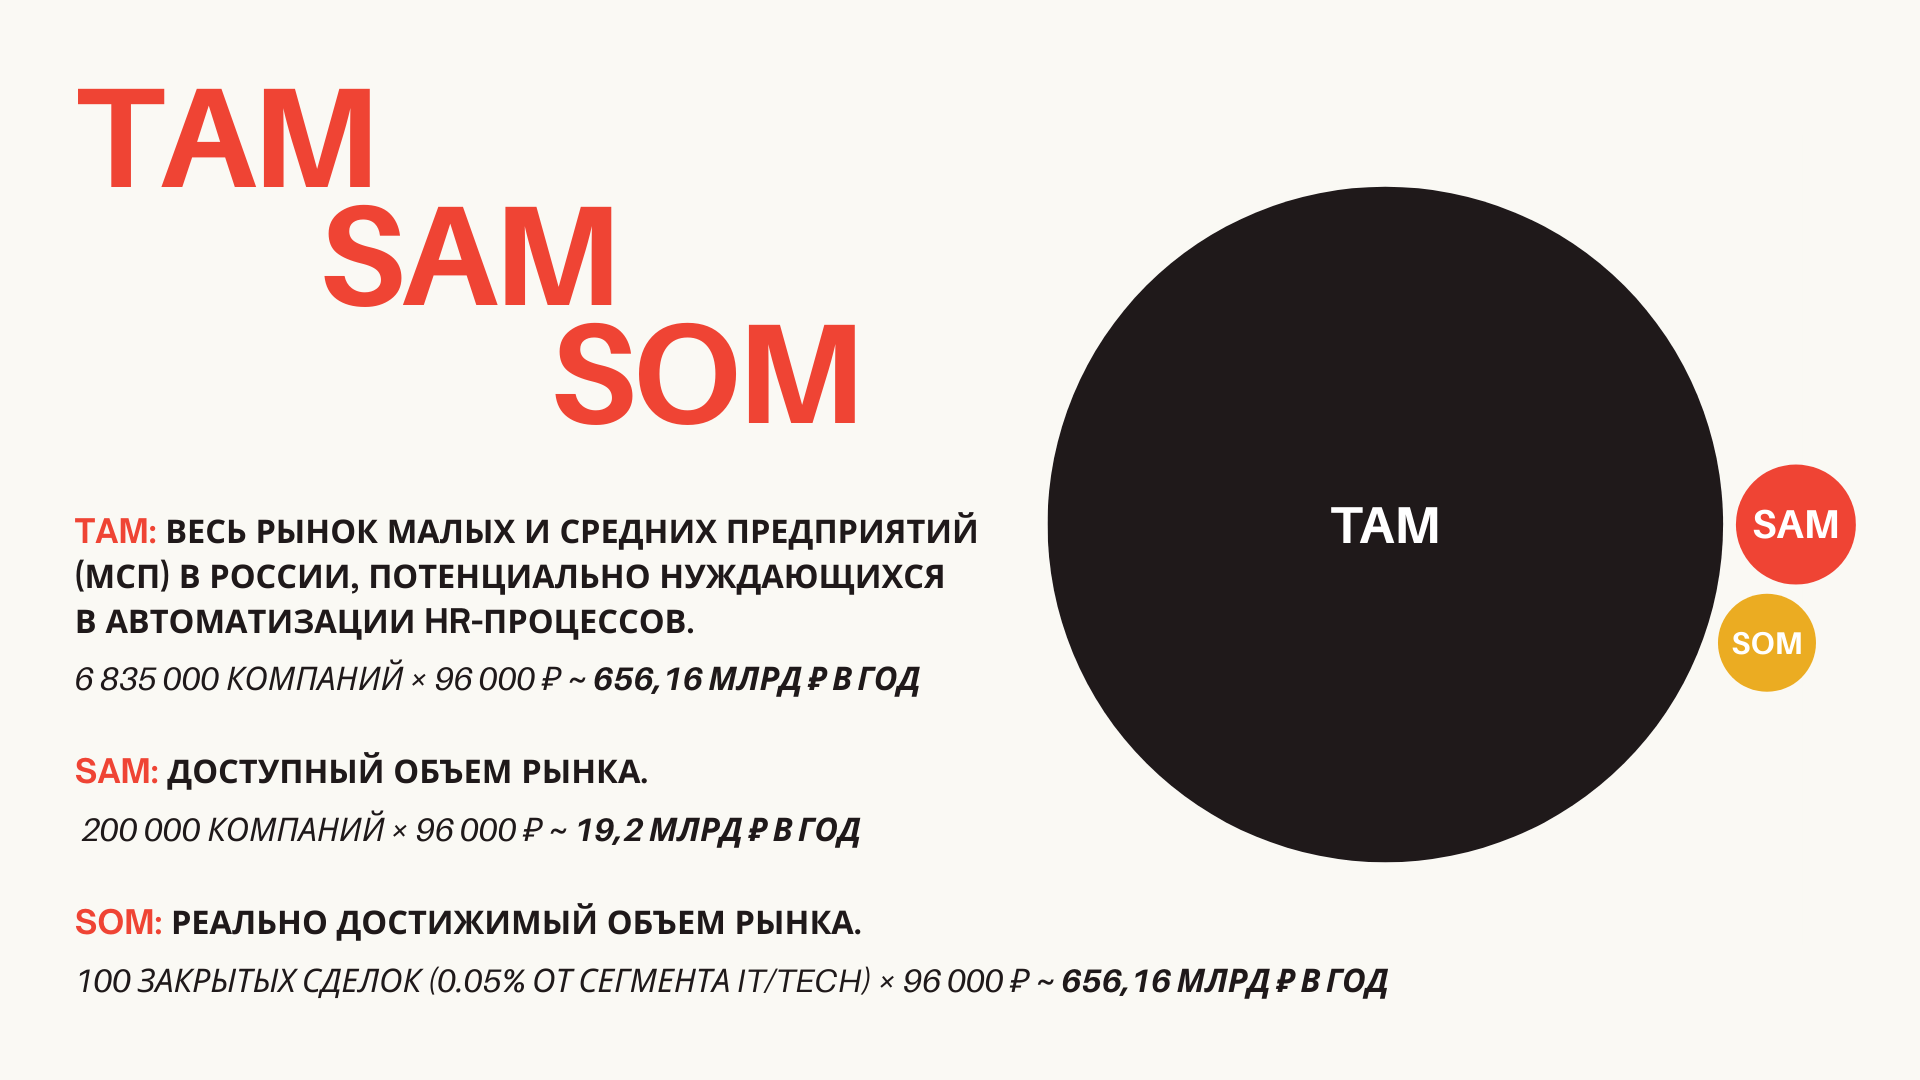 TAM
SAM
SOM
TAM: ВЕСЬ РЫНОК МАЛЫХ И СРЕДНИХ ПРЕДПРИЯТИЙ
(МСП) В РОССИИ, ПОТЕНЦИАЛЬНО НУЖДАЮЩИХСЯ
В АВТОМАТИЗАЦИИ HR-ПРОЦЕССОВ.
6 835 000 КОМПАНИЙ × 96 000 ₽ ~ 656,16 МЛРД ₽ В ГОД
SAM: ДОСТУПНЫЙ ОБЪЕМ РЫНКА.
200 000 КОМПАНИЙ × 96 000 ₽ ~ 19,2 МЛРД ₽ В ГОД
SOM: РЕАЛЬНО ДОСТИЖИМЫЙ ОБЪЕМ РЫНКА.
100 ЗАКРЫТЫХ СДЕЛОК (0.05% ОТ СЕГМЕНТА IT/TECH) × 96 000 ₽ ~ 656,16 МЛРД ₽ В ГОД
TAM
SAM
SOM